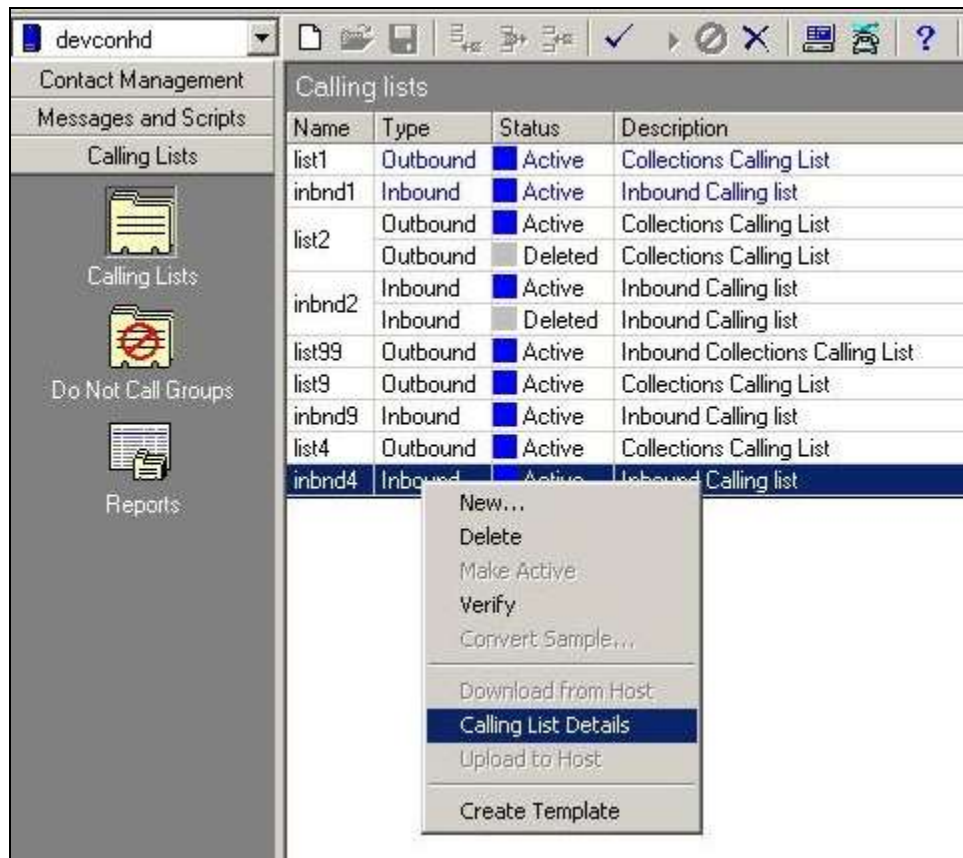 devconhd
Contact Management
Messages and Scripts
Calling Lists
Calling Lists
Do Not Call Groups
Reports
Calling lists
Name Type Status Description
list1 Outbound Active Collections Calling List
inbnd1 Inbound Active Inbound Calling list
list2 Outbound Active Collections Calling List
Outbound Deleted Collections Calling List
inbnd2 Inbound Active Inbound Calling list
Inbound Deleted Inbound Calling list
list99 Outbound Active Inbound Collections Calling List
list9 Outbound Active Collections Calling List
inbnd9 Inbound Active Inbound Calling list
list4 Outbound Active Collections Calling List
inbnd4 Inbound Active Inbound Calling list
New...
Delete
Make Active
Verify
Convert Sample...
Download from Host
Calling List Details
Upload to Host
Create Template